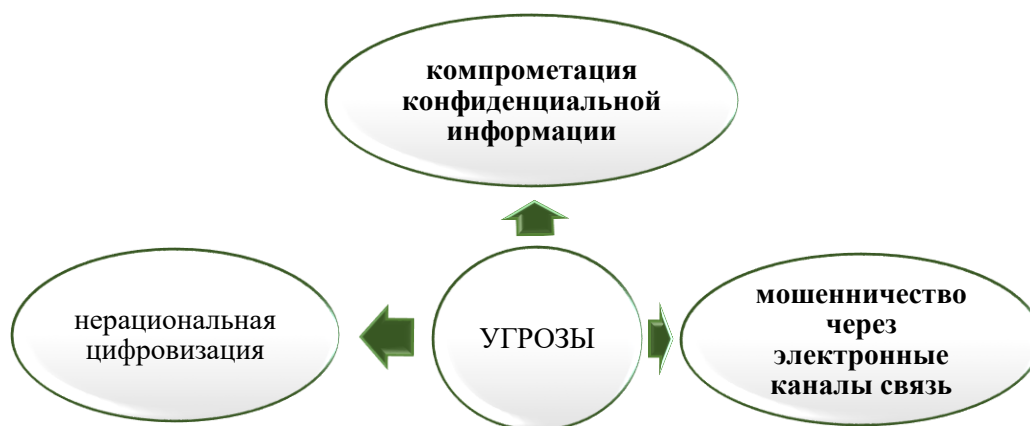 компрометация
конфиденциальной
информации
нерациональная
цифровизация
УГРОЗЫ
мошенничество
через
электронные
каналы связь